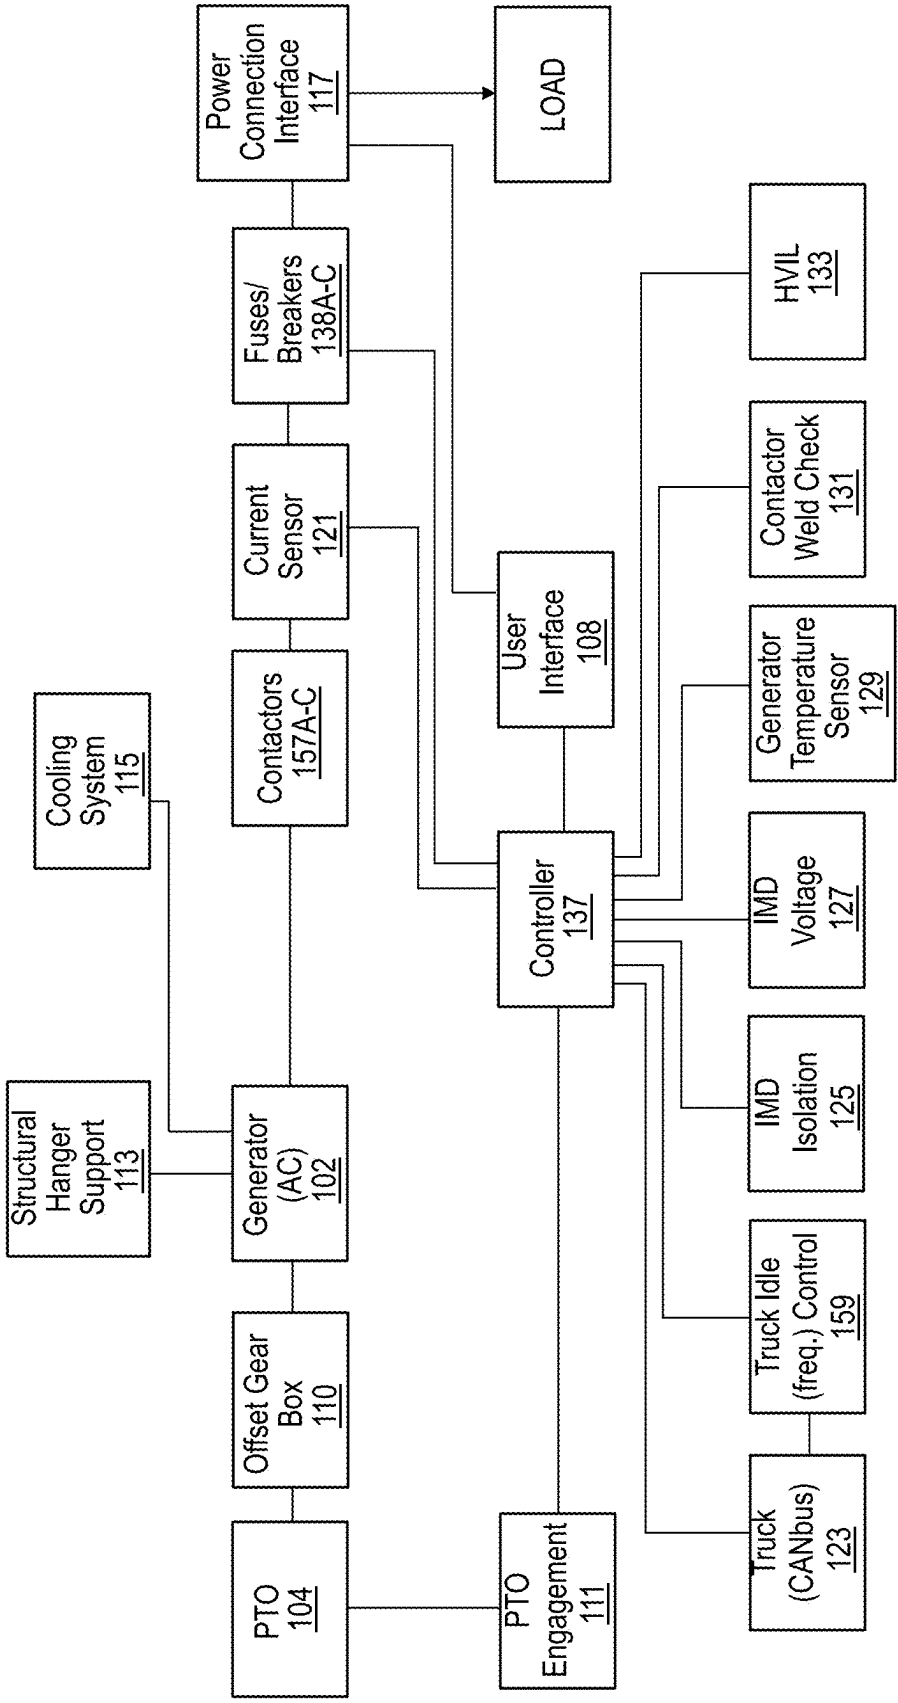 Structural
Hanger
Support
113
Cooling
System
115
PTO
104
Offset Gear
Box
110
Generator
(AC)
102
Contactors
157A-C
Current
Sensor
121
Fuses/
Breakers
138A-C
Power
Connection
Interface
117
PTO
Engagement
111
Controller
137
User
Interface
108
LOAD
Truck
(CANbus)
123
Truck Idle
(freq.) Control
159
IMD
Isolation
125
IMD
Voltage
127
Generator
Temperature
Sensor
129
Contactor
Weld Check
131
HVIL
133